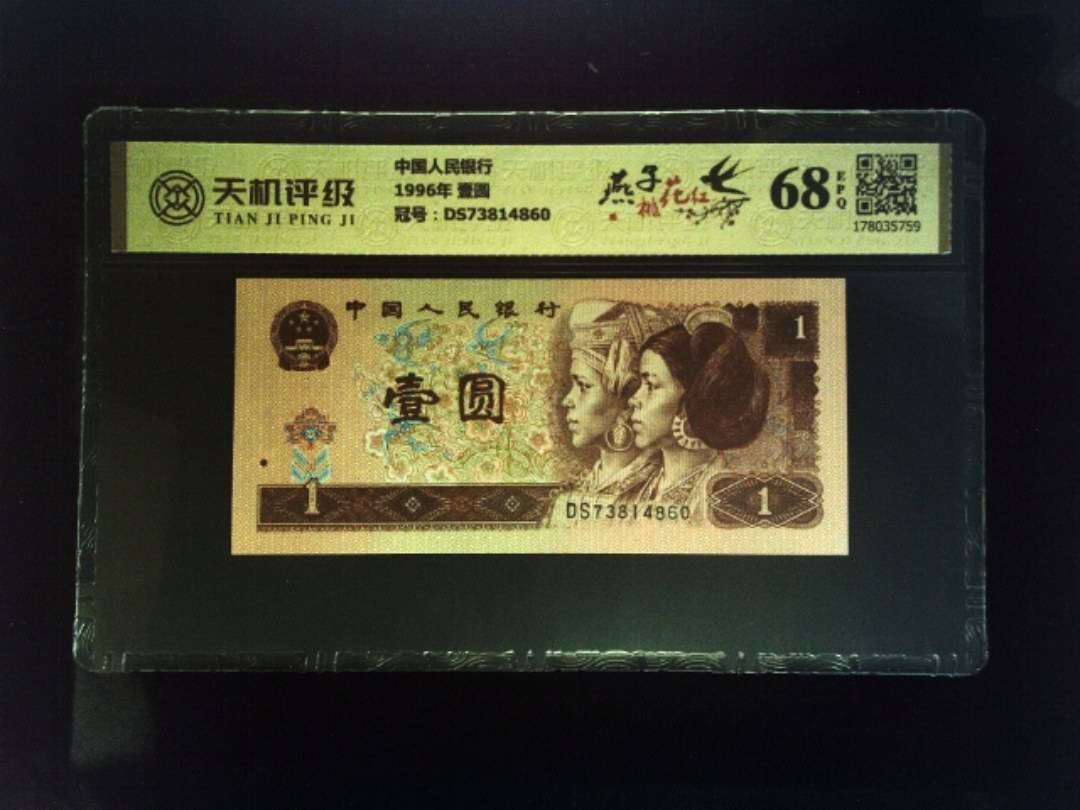 天机评级
TIAN JI PING JI
中国人民银行
1996年 壹圆
冠号：DS73814860
燕子
桃花红
68
EPQ
178035759
中国人民银行
1
壹圆
1
DS73814860
1